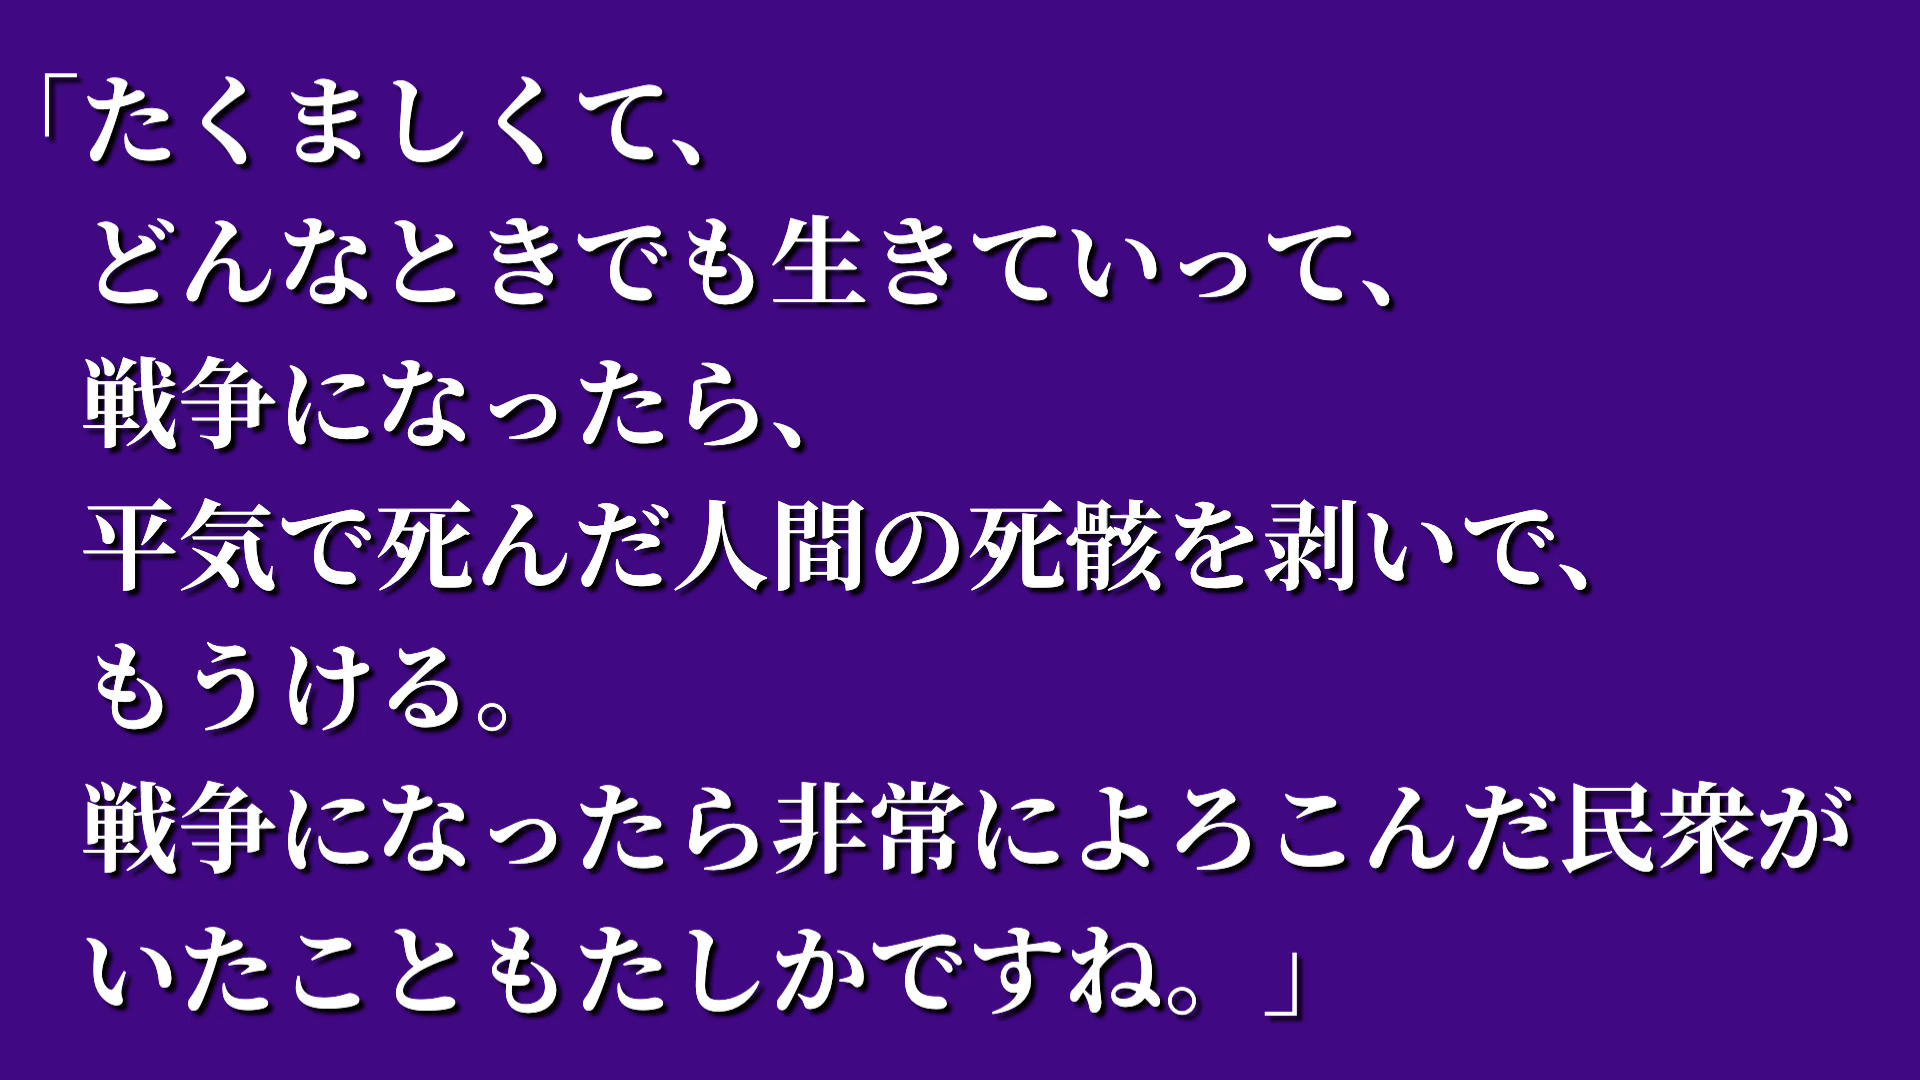 「たくましくて、
どんなときでも生きていって、
戦争になったら、
平気で死んだ人間の死骸を剥いで、
もうける。
戦争になったら非常によろこんだ民衆が
いたこともたしかですね。」